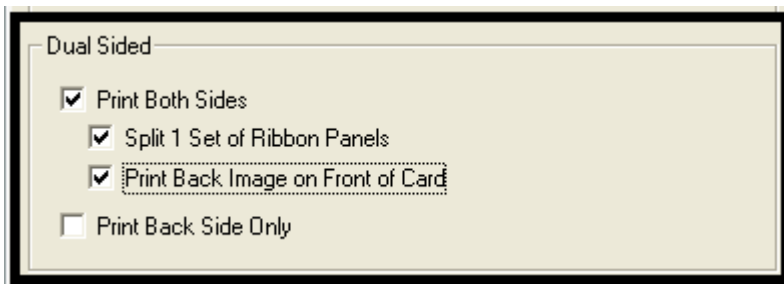 Dual Sided
Print Both Sides
Split 1 Set of Ribbon Panels
Print Back Image on Front of Card
Print Back Side Only